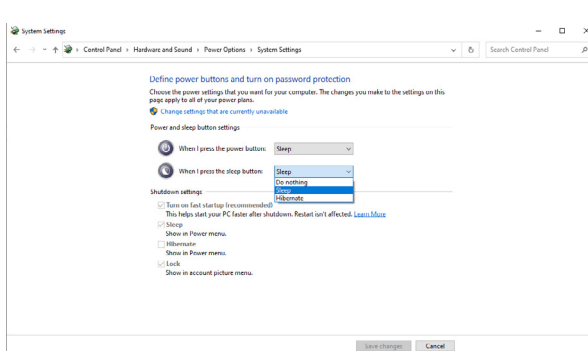 System Settings
Control Panel › Hardware and Sound › Power Options › System Settings
Search Control Panel
Define power buttons and turn on password protection
Choose the power settings that you want for your computer. The changes you make to the settings on this
page apply to all of your power plans.
Change settings that are currently unavailable
Power and sleep button settings
When I press the power button: Sleep
When I press the sleep button: Sleep
Do nothing
Sleep
Hibernate
Shutdown settings
Turn on fast startup (recommended)
This helps start your PC faster after shutdown. Restart isn't affected. Learn More
Sleep
Show in Power menu.
Hibernate
Show in Power menu.
Lock
Show in account picture menu.
Save changes Cancel